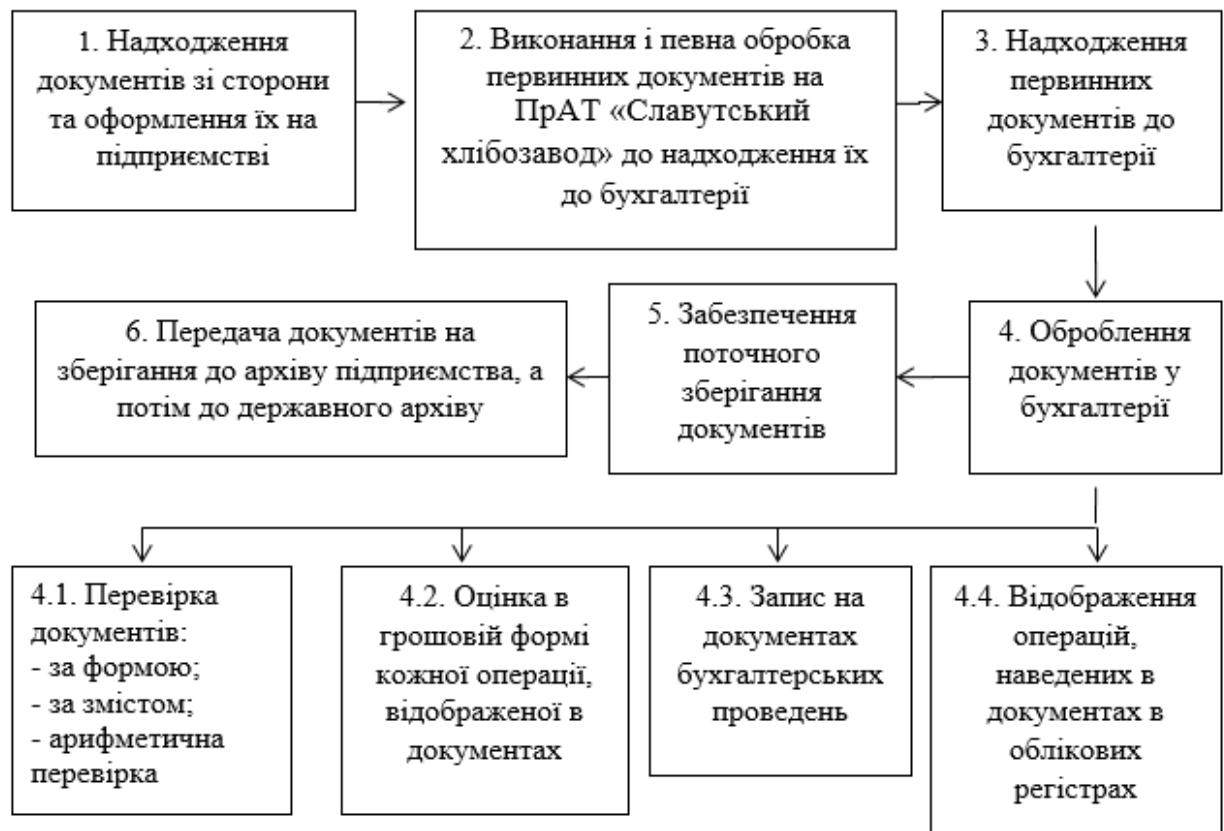 1. Надходження
документів зі сторони
та оформлення їх на
підприємстві
2. Виконання і певна обробка
первинних документів на
ПрАТ «Славутський
хлібозавод» до надходження їх
до бухгалтерії
3. Надходження
первинних
документів до
бухгалтерії
4. Оброблення
документів у
бухгалтерії
5. Забезпечення
поточного
зберігання
документів
6. Передача документів на
зберігання до архіву підприємства, а
потім до державного архіву
4.1. Перевірка
документів:
- за формою;
- за змістом;
- арифметична
перевірка
4.2. Оцінка в
грошовій формі
кожної операції,
відображеної в
документах
4.3. Запис на
документах
бухгалтерських
проведень
4.4. Відображення
операцій,
наведених в
документах в
облікових
регістрах